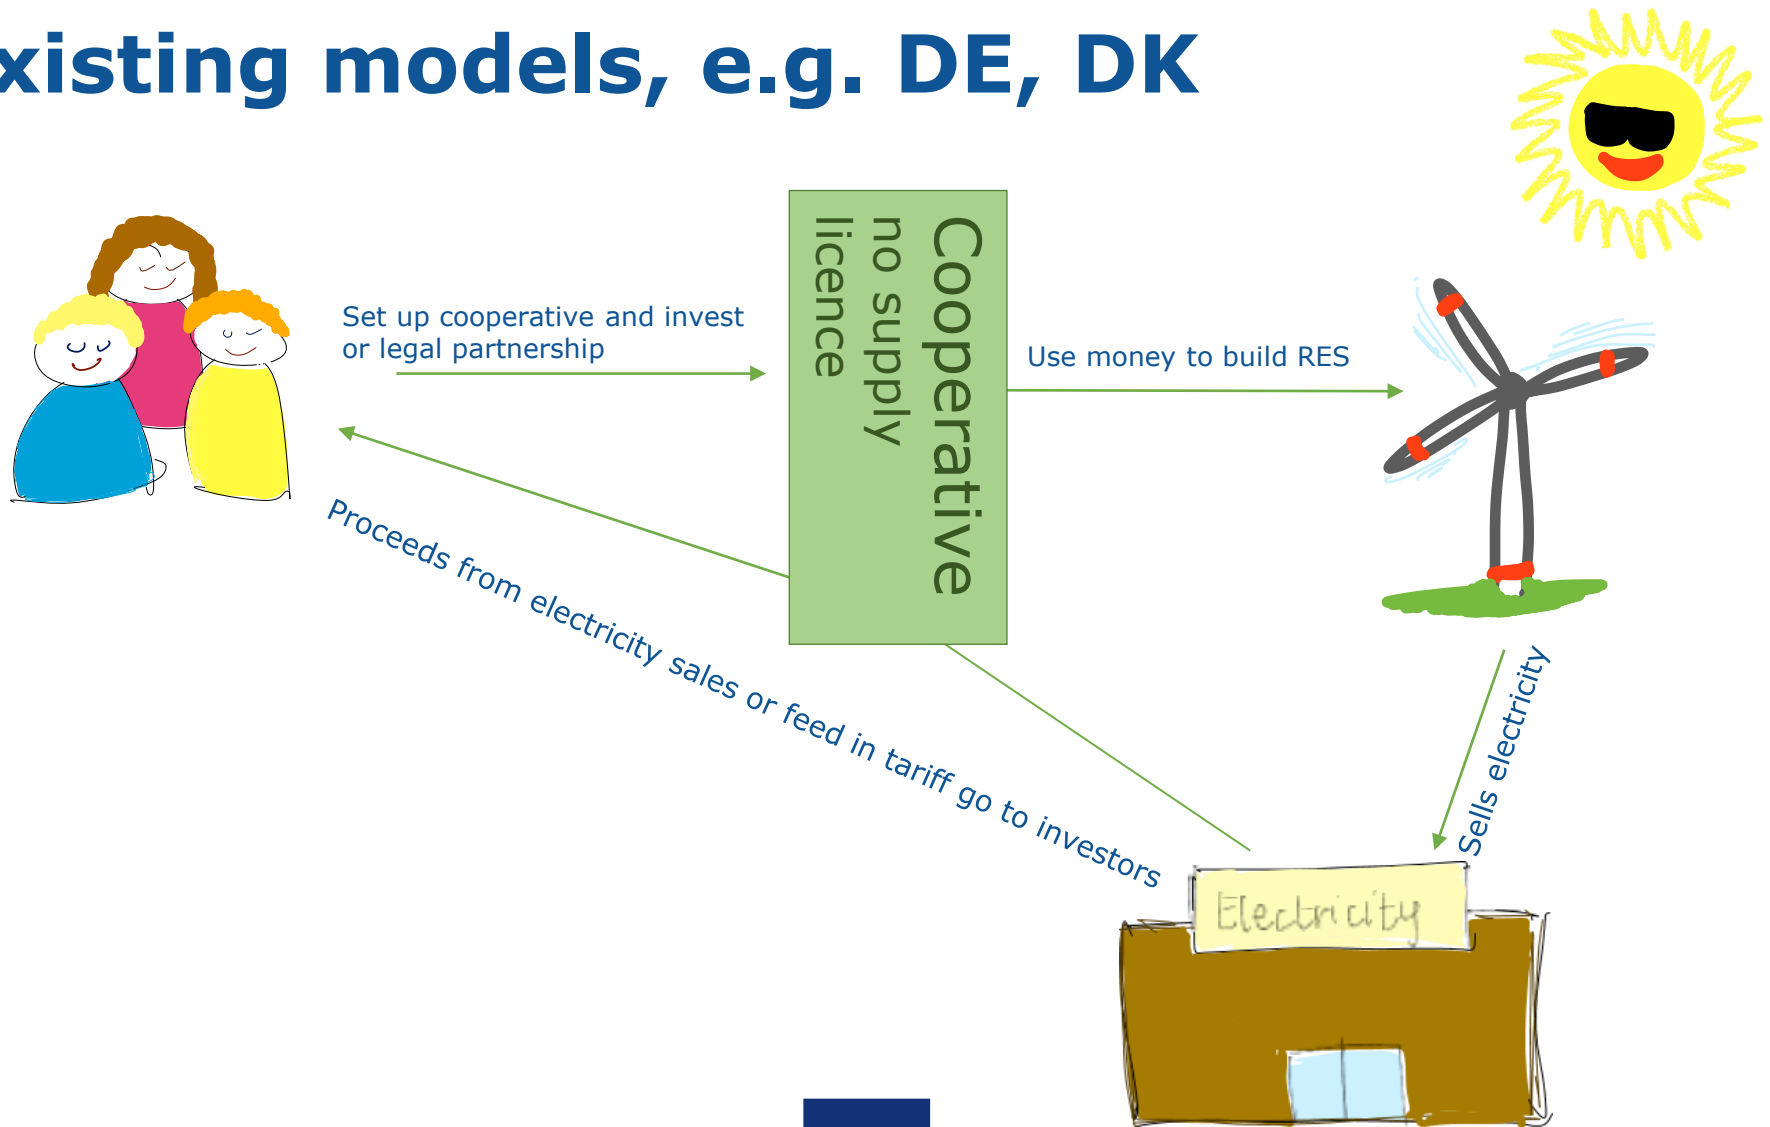 xisting models, e.g. DE, DK
Set up cooperative and invest
or legal partnership
Cooperative
no supply
licence
Use money to build RES
Proceeds from electricity sales or feed in tariff go to investors
Sells electricity
Electricity